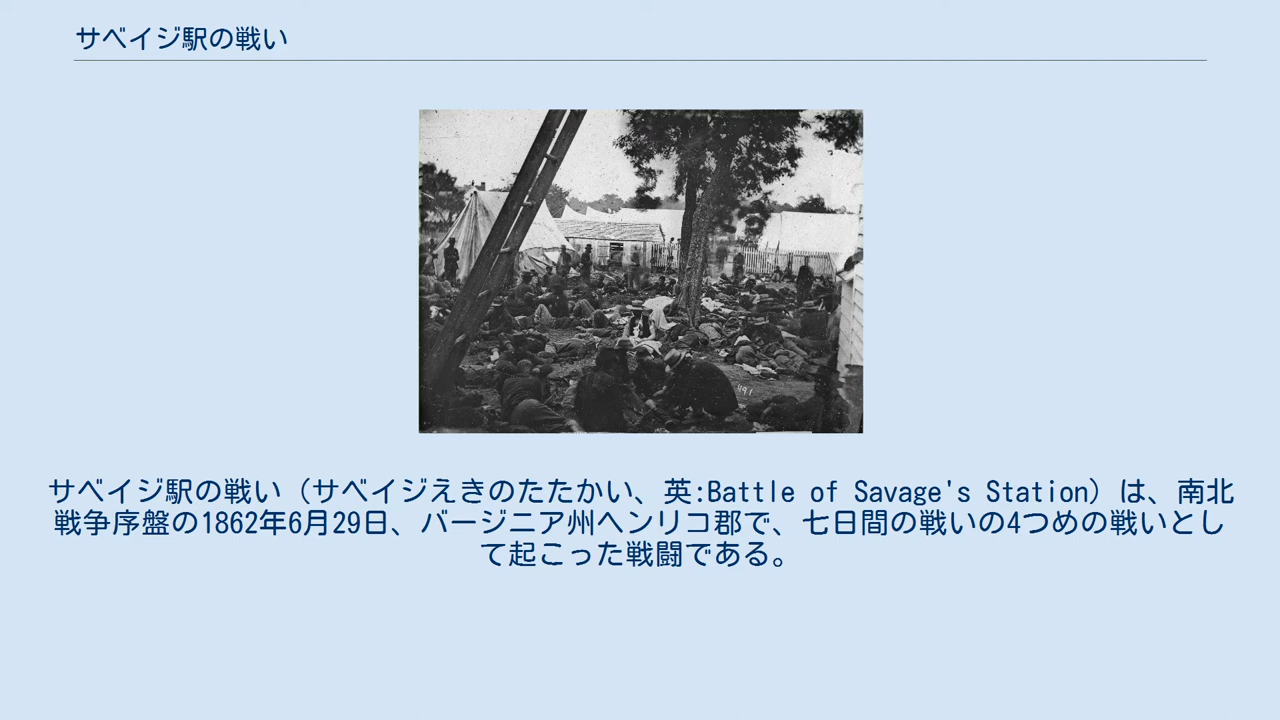 サベイジ駅の戦い
491
サベイジ駅の戦い（サベイジえきのたたかい、英:Battle of Savage's Station）は、南北
戦争序盤の1862年6月29日、バージニア州ヘンリコ郡で、七日間の戦いの4つめの戦いとし
て起こった戦闘である。